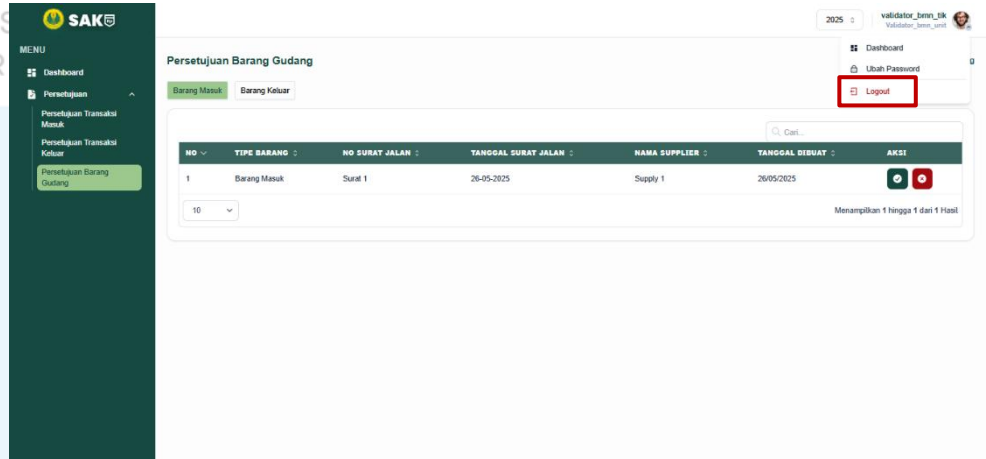 SAK
2025
validator_bmn_tik
Validator_bmn_unit
MENU
Dashboard
Persetujuan
Persetujuan Transaksi
Masuk
Persetujuan Transaksi
Keluar
Persetujuan Barang
Gudang
Dashboard
Ubah Password
Logout
Persetujuan Barang Gudang
Barang Masuk
Barang Keluar
Cari...
NO TIPE BARANG NO SURAT JALAN TANGGAL SURAT JALAN NAMA SUPPLIER TANGGAL DIBUAT AKSI
1 Barang Masuk Surat 1 26-05-2025 Supply 1 26/05/2025
10
Menampilkan 1 hingga 1 dari 1 Hasil